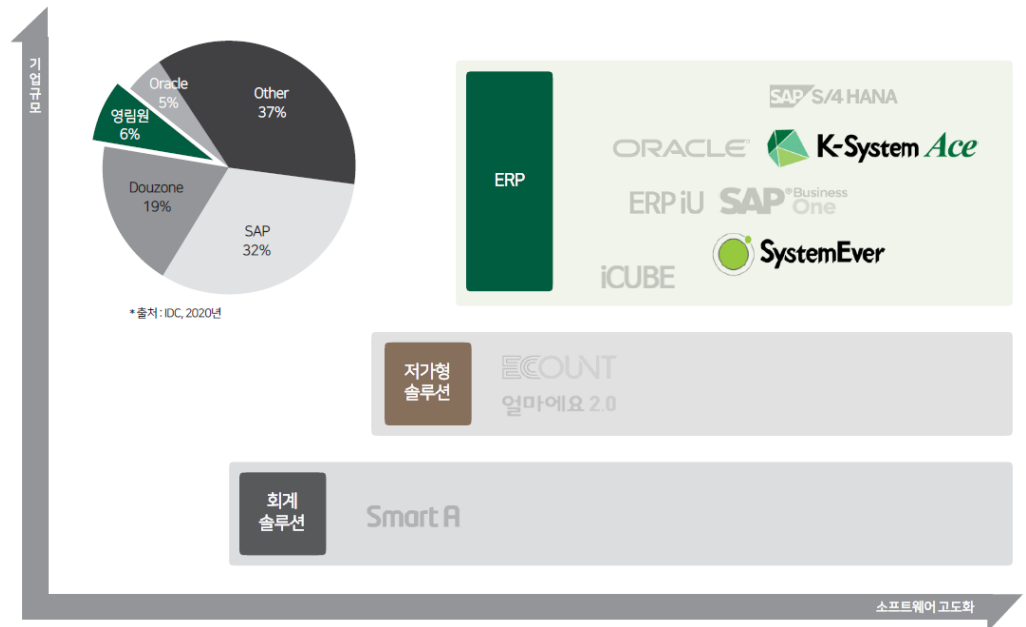 기업규모
Other
37%
Oracle
5%
영림원
6%
Douzone
19%
SAP
32%
* 출처 : IDC, 2020년
ERP
SAP S/4 HANA
ORACLE
K-System Ace
ERP iU
SAP Business One
SystemEver
iCUBE
저가형
솔루션
ECOUNT
얼마에요 2.0
회계
솔루션
Smart A
소프트웨어 고도화